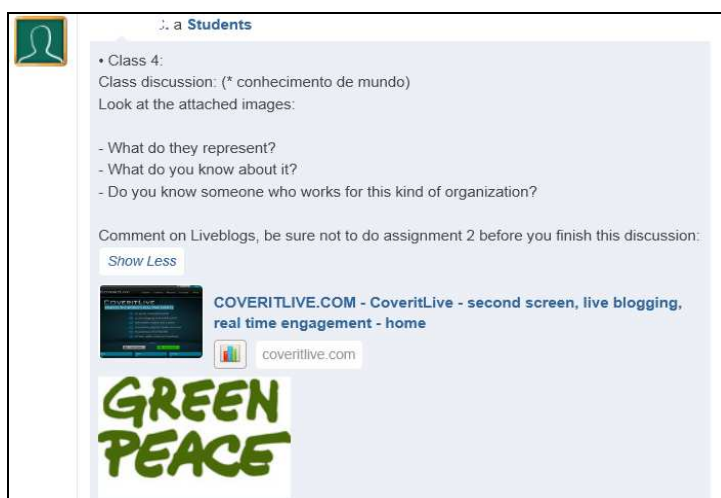 a Students
• Class 4:
Class discussion: (* conhecimento de mundo)
Look at the attached images:
- What do they represent?
- What do you know about it?
- Do you know someone who works for this kind of organization?
Comment on Liveblogs, be sure not to do assignment 2 before you finish this discussion:
Show Less
COVERITLIVE
COVERITLIVE.COM - CoveritLive - second screen, live blogging,
real time engagement - home
coveritlive.com
GREEN
PEACE